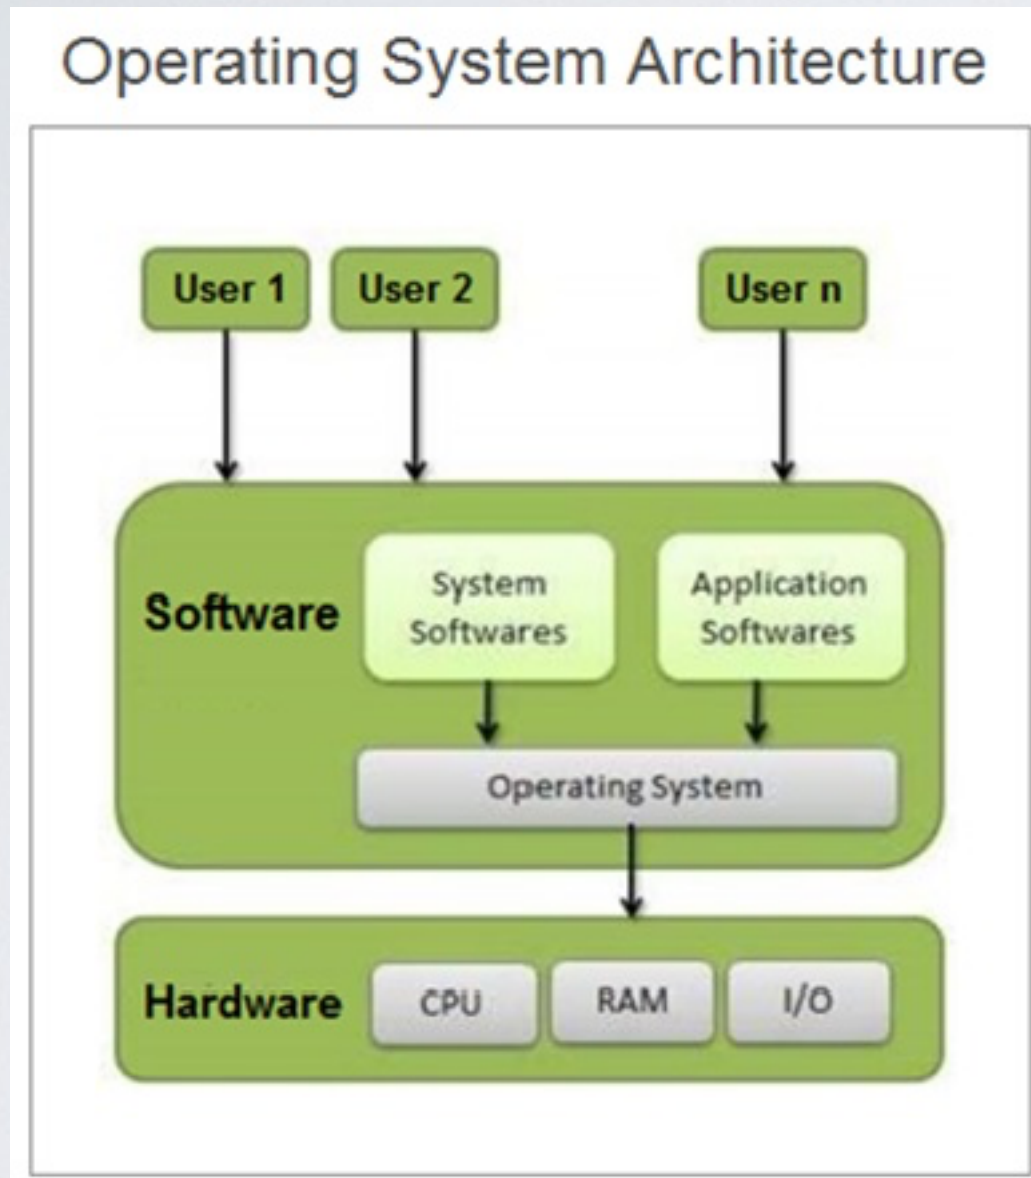 Operating System Architecture
User 1
User 2
User n
Software
System
Softwares
Application
Softwares
Operating System
Hardware
CPU
RAM
I/O